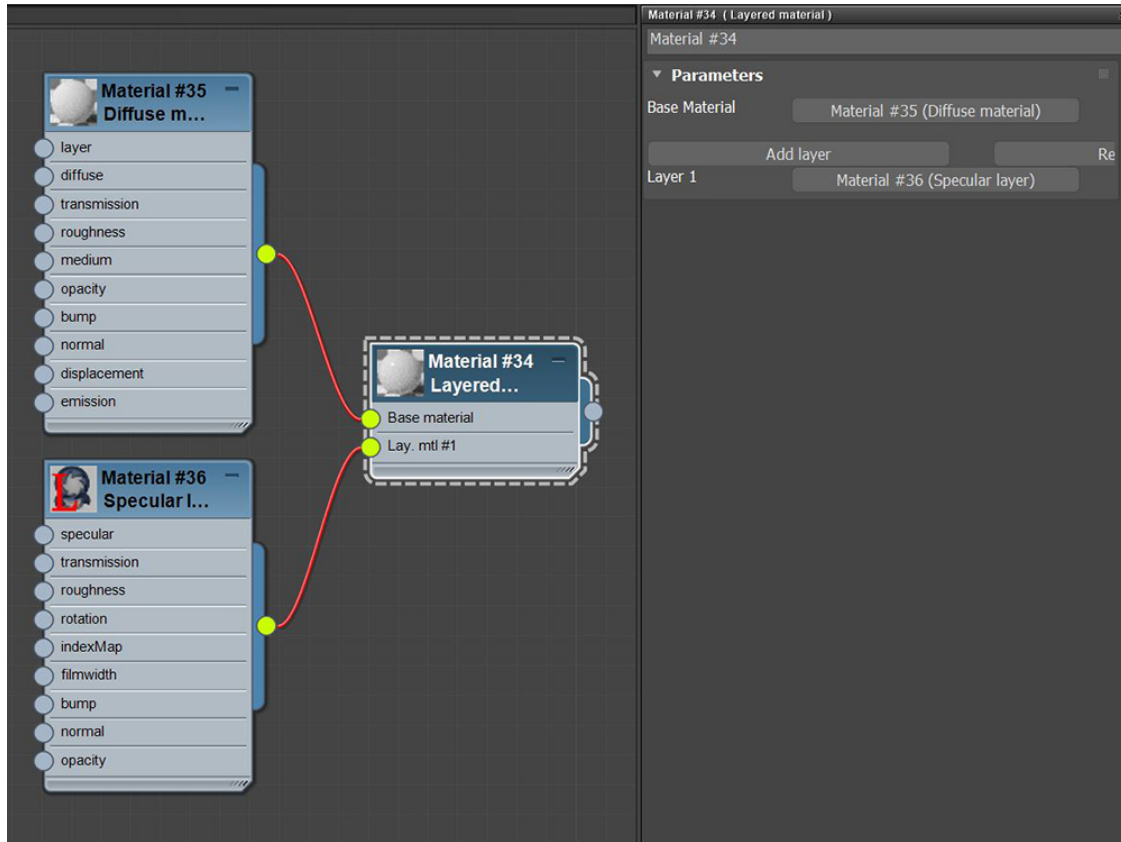 Material #35
Diffuse m...
layer
diffuse
transmission
roughness
medium
opacity
bump
normal
displacement
emission
Material #36
Specular l...
specular
transmission
roughness
rotation
indexMap
filmwidth
bump
normal
opacity
Material #34
Layered...
Base material
Lay. mtl #1
Material #34 ( Layered material )
Material #34
Parameters
Base Material Material #35 (Diffuse material)
Add layer Re
Layer 1 Material #36 (Specular layer)